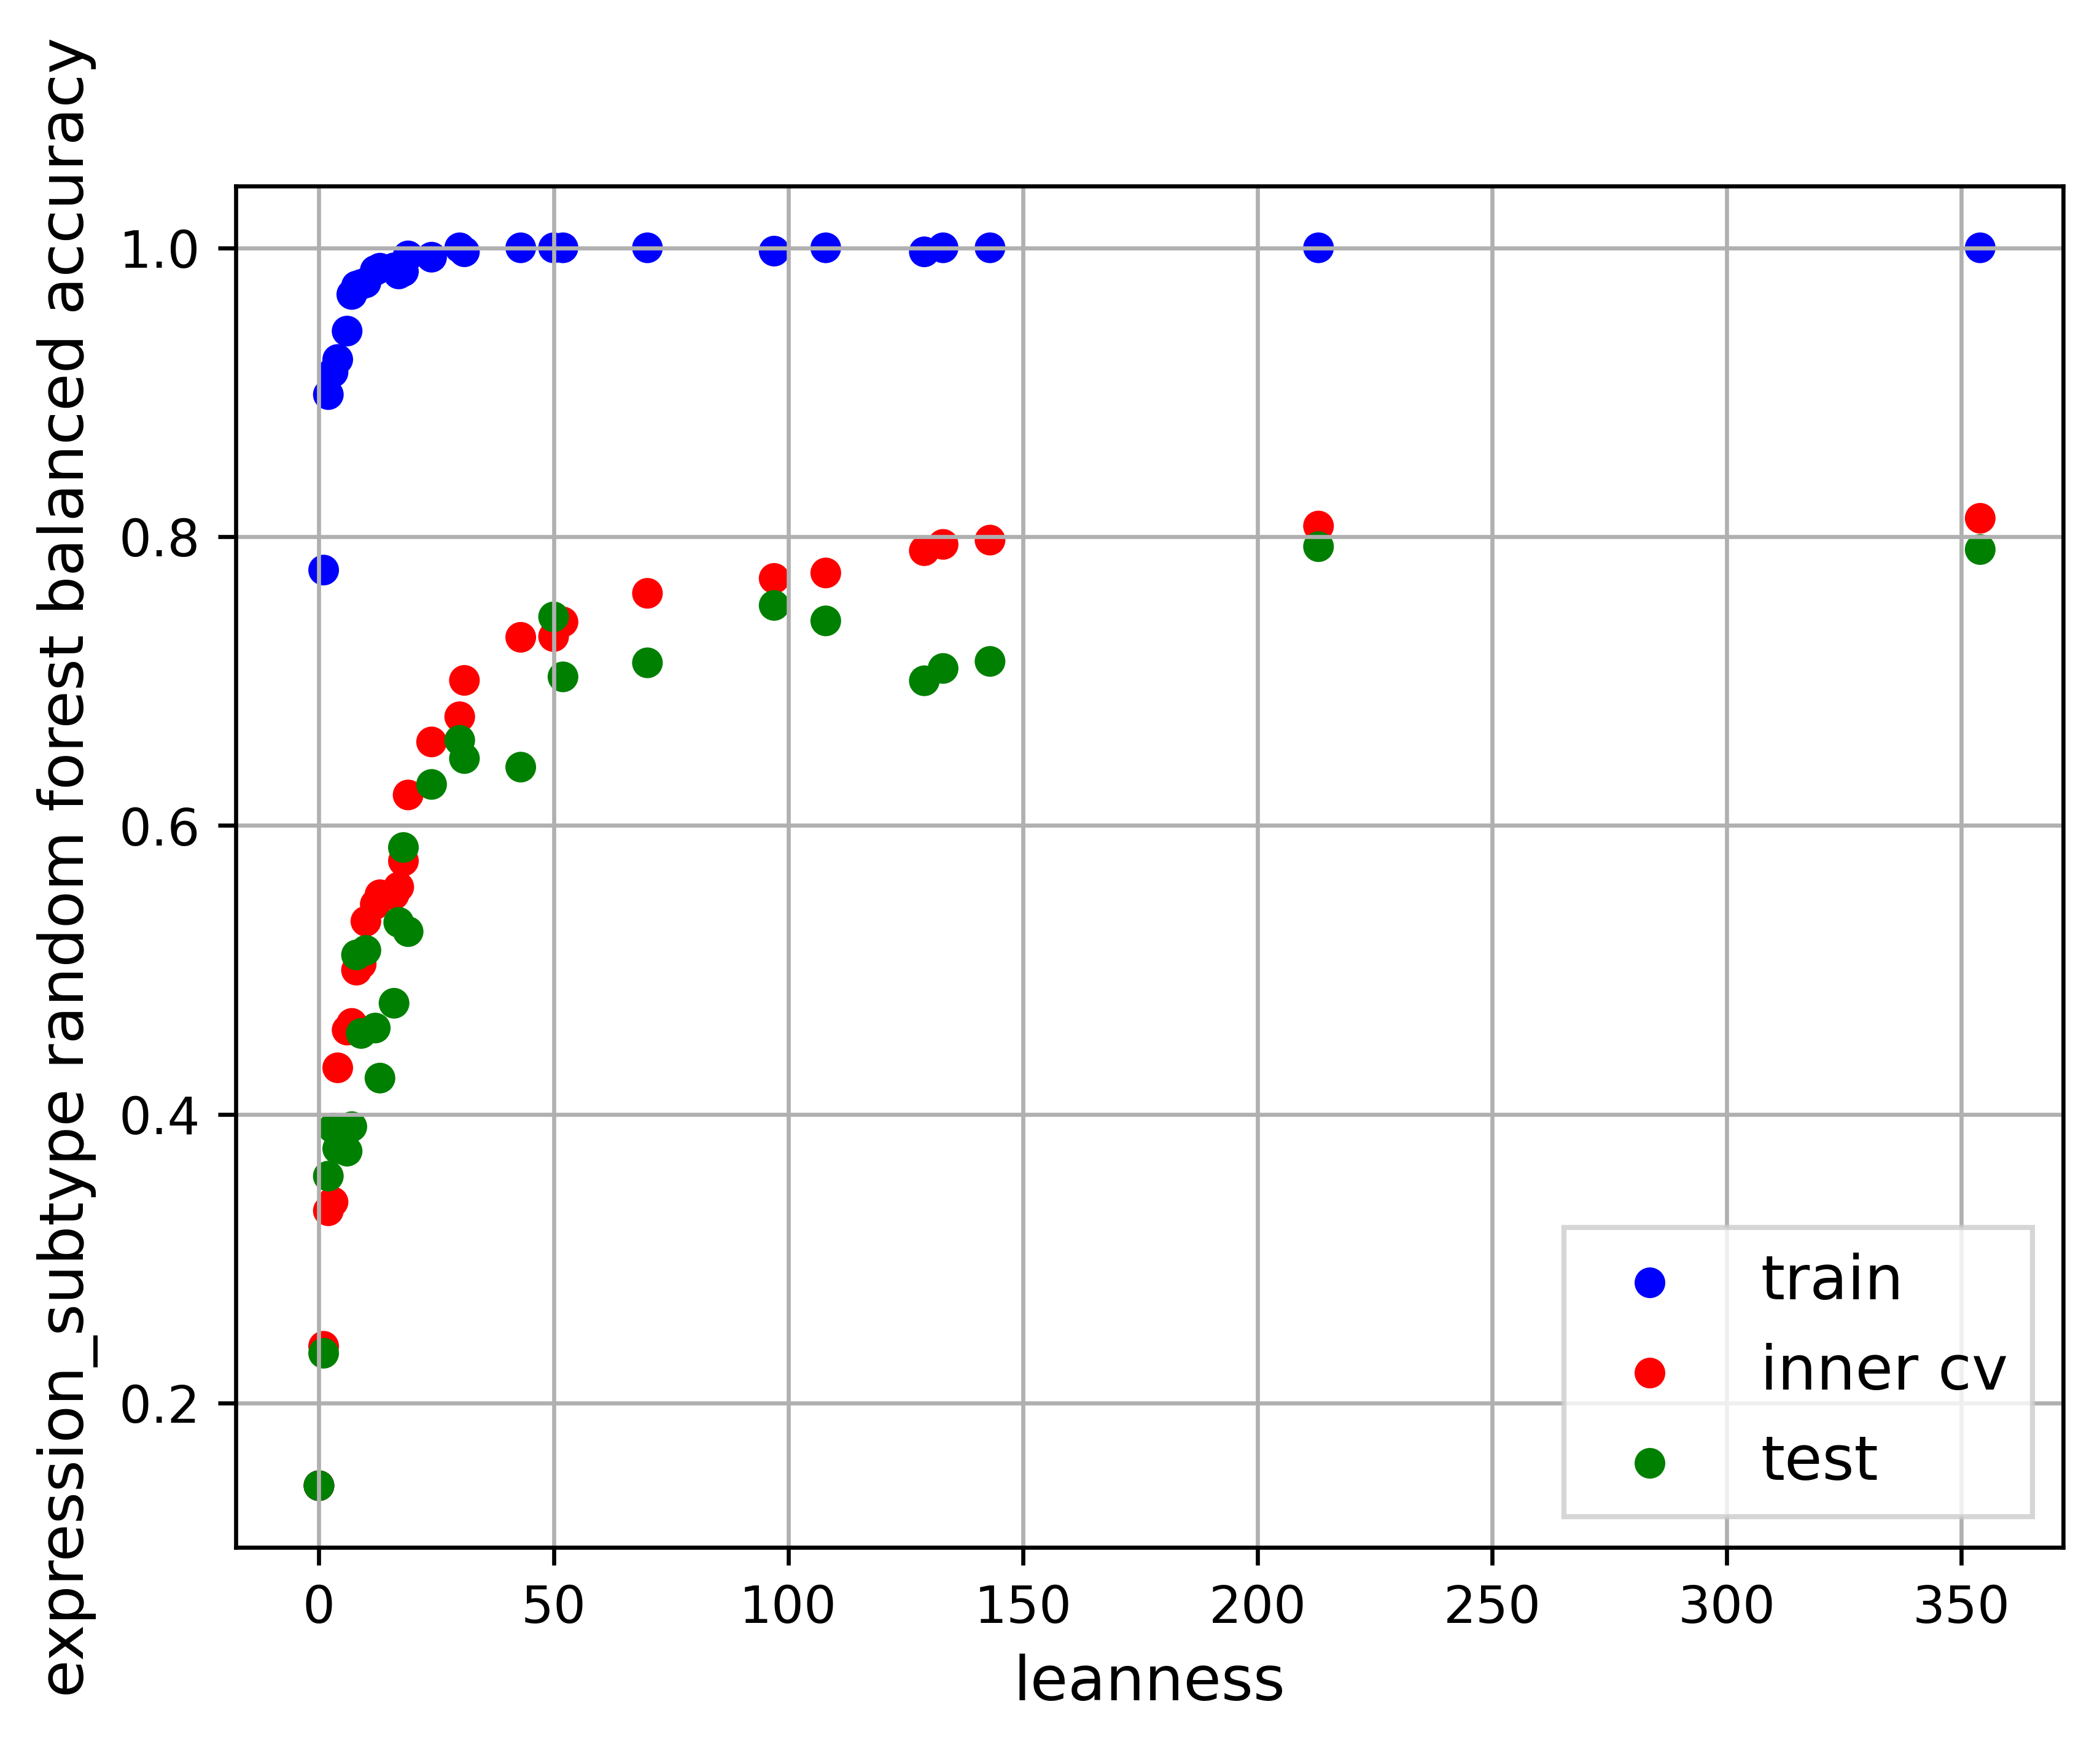 expression_subtype random forest balanced accuracy
1.0
0.8
0.6
0.4
0.2
train
inner cv
test
0 50 100 150 200 250 300 350
leanness